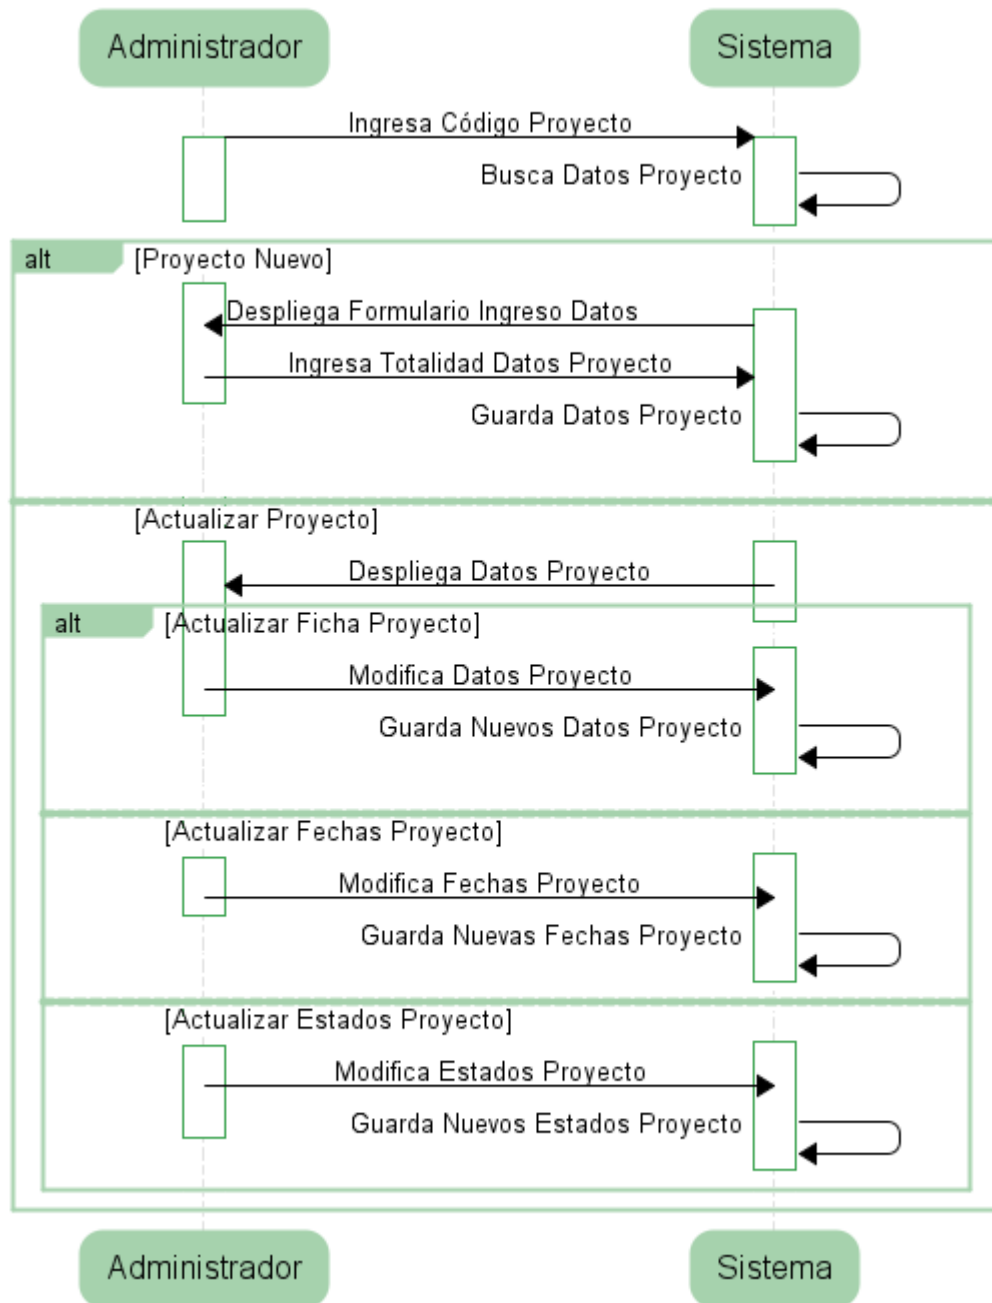 Administrador
Sistema
Ingresa Código Proyecto
Busca Datos Proyecto
alt
[Proyecto Nuevo]
Despliega Formulario Ingreso Datos
Ingresa Totalidad Datos Proyecto
Guarda Datos Proyecto
[Actualizar Proyecto]
Despliega Datos Proyecto
alt
[Actualizar Ficha Proyecto]
Modifica Datos Proyecto
Guarda Nuevos Datos Proyecto
[Actualizar Fechas Proyecto]
Modifica Fechas Proyecto
Guarda Nuevas Fechas Proyecto
[Actualizar Estados Proyecto]
Modifica Estados Proyecto
Guarda Nuevos Estados Proyecto
Administrador
Sistema